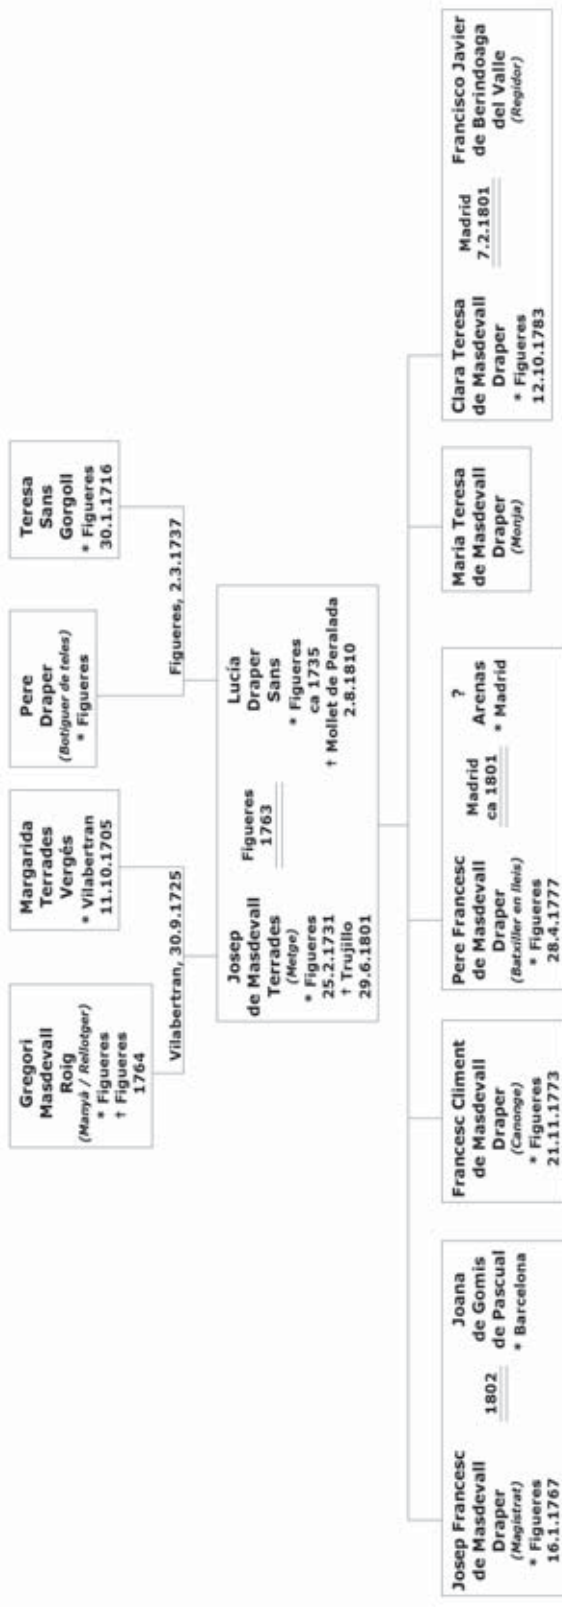 Gregori
Masdevall
Roig
(Manyà / Rellotger)
* Figueres
† Figueres
1764
Margarida
Terrades
Vergés
* Vilabertran
11.10.1705
Pere
Draper
(Botiguer de teles)
* Figueres
Teresa
Sans
Gorgoll
* Figueres
30.1.1716
Vilabertran, 30.9.1725
Figueres, 2.3.1737
Josep
de Masdevall
Terrades
(Metge)
* Figueres
25.2.1731
† Trujillo
29.6.1801
Figueres
1763
Lucía
Draper
Sans
* Figueres
ca 1735
† Mollet de Peralada
2.8.1810
Josep Francesc
de Masdevall
Draper
(Magistrat)
* Figueres
16.1.1767
1802
Joana
de Gomis
de Pascual
* Barcelona
Francesc Climent
de Masdevall
Draper
(Canonge)
* Figueres
21.11.1773
Pere Francesc
de Masdevall
Draper
(Batxiller en lleis)
* Figueres
28.4.1777
Madrid
ca 1801
?
Arenas
* Madrid
Maria Teresa
de Masdevall
Draper
(Monja)
Clara Teresa
de Masdevall
Draper
* Figueres
12.10.1783
Madrid
7.2.1801
Francisco Javier
de Berindoaga
del Valle
(Regidor)